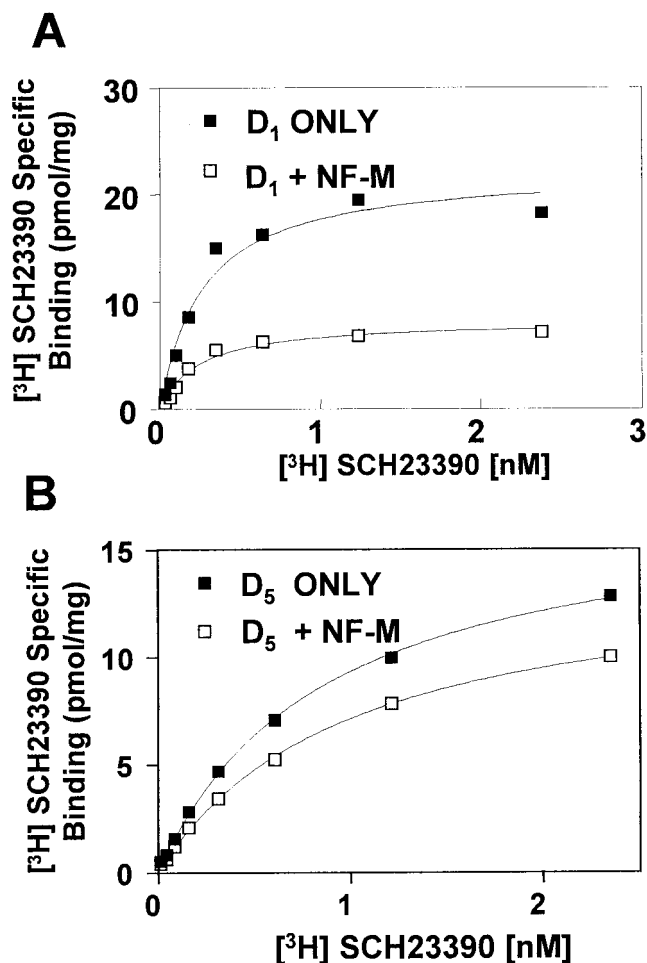 A
[³H] SCH23390 Specific
Binding (pmol/mg)
30
20
10
0
D₁ ONLY
D₁ + NF-M
0 1 2 3
[³H] SCH23390 [nM]
B
[³H] SCH23390 Specific
Binding (pmol/mg)
15
10
5
0
D₅ ONLY
D₅ + NF-M
0 1 2
[³H] SCH23390 [nM]